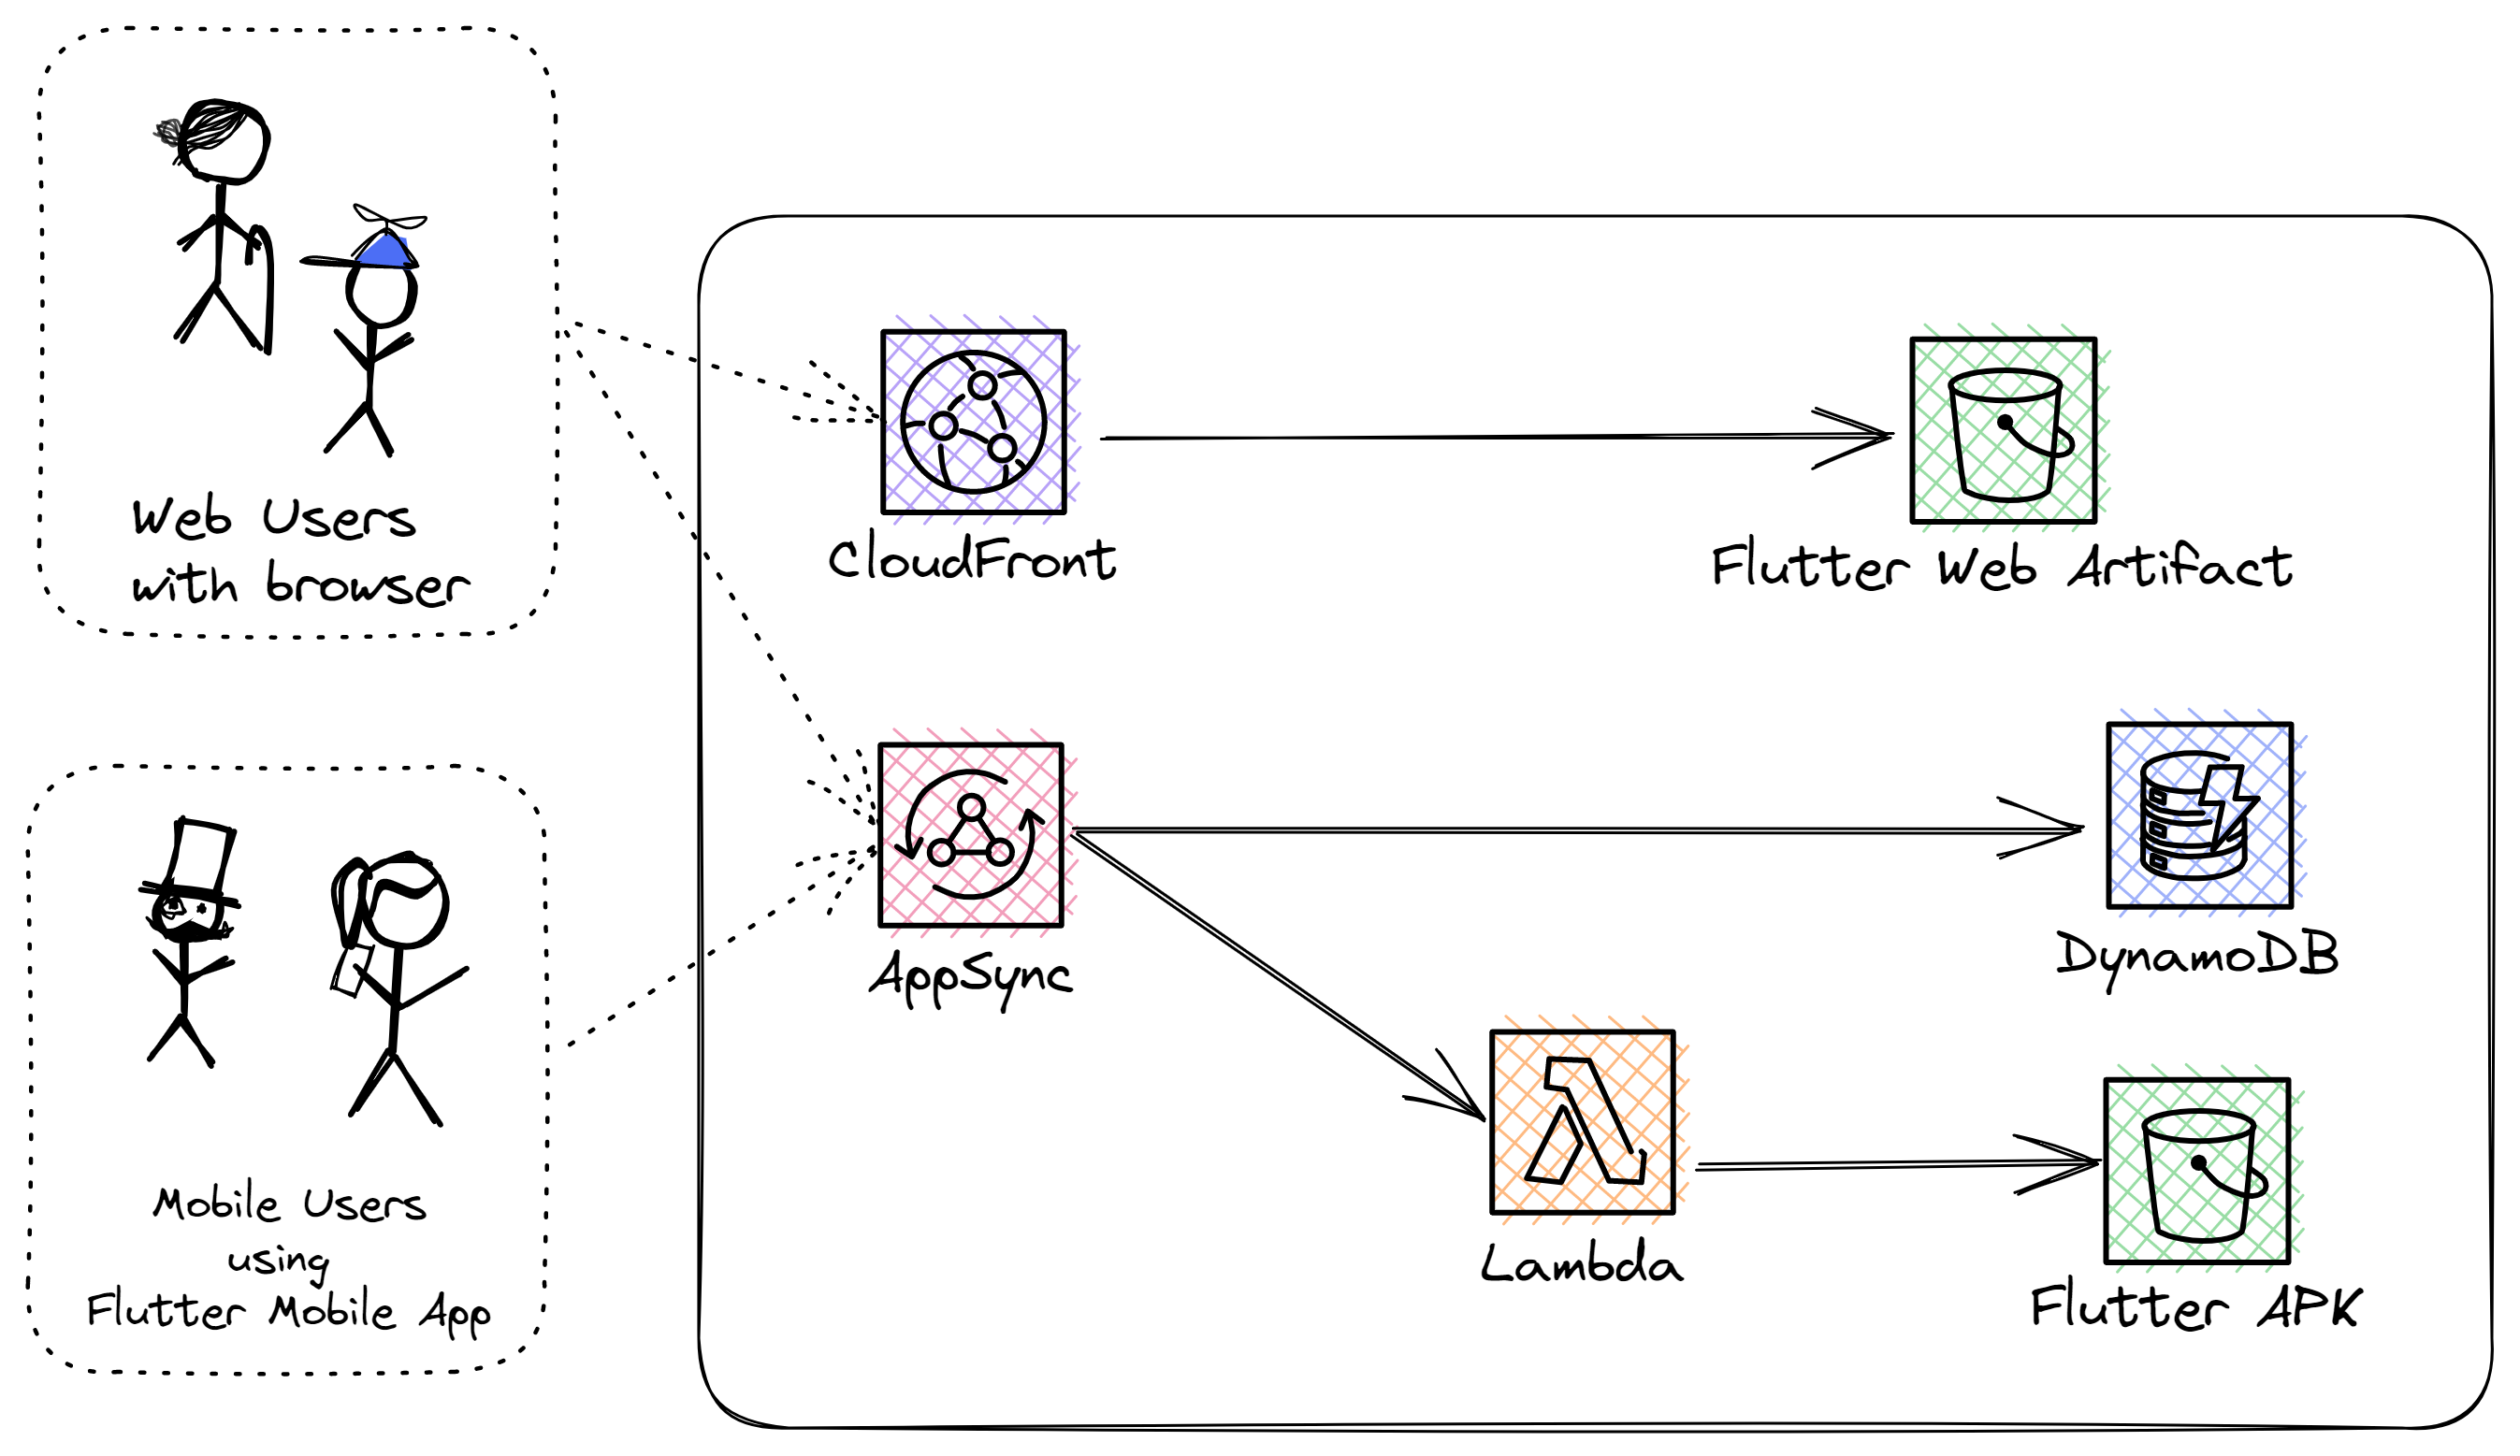 Web Users
with browser
CloudFront
Flutter Web Artifact
AppSync
DynamoDB
Lambda
Flutter APK
Mobile Users
using
Flutter Mobile App